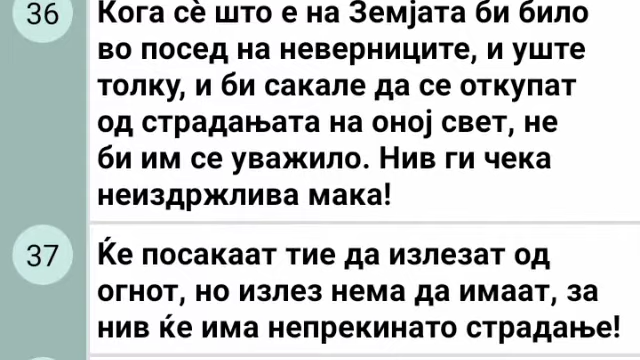 36
Кога сè што е на Земјата би било
во посед на неверниците, и уште
толку, и би сакале да се откупат
од страдањата на оној свет, не
би им се уважило. Нив ги чека
неиздржлива мака!
37
Ќе посакаат тие да излезат од
огнот, но излез нема да имаат, за
нив ќе има непрекинато страдање!